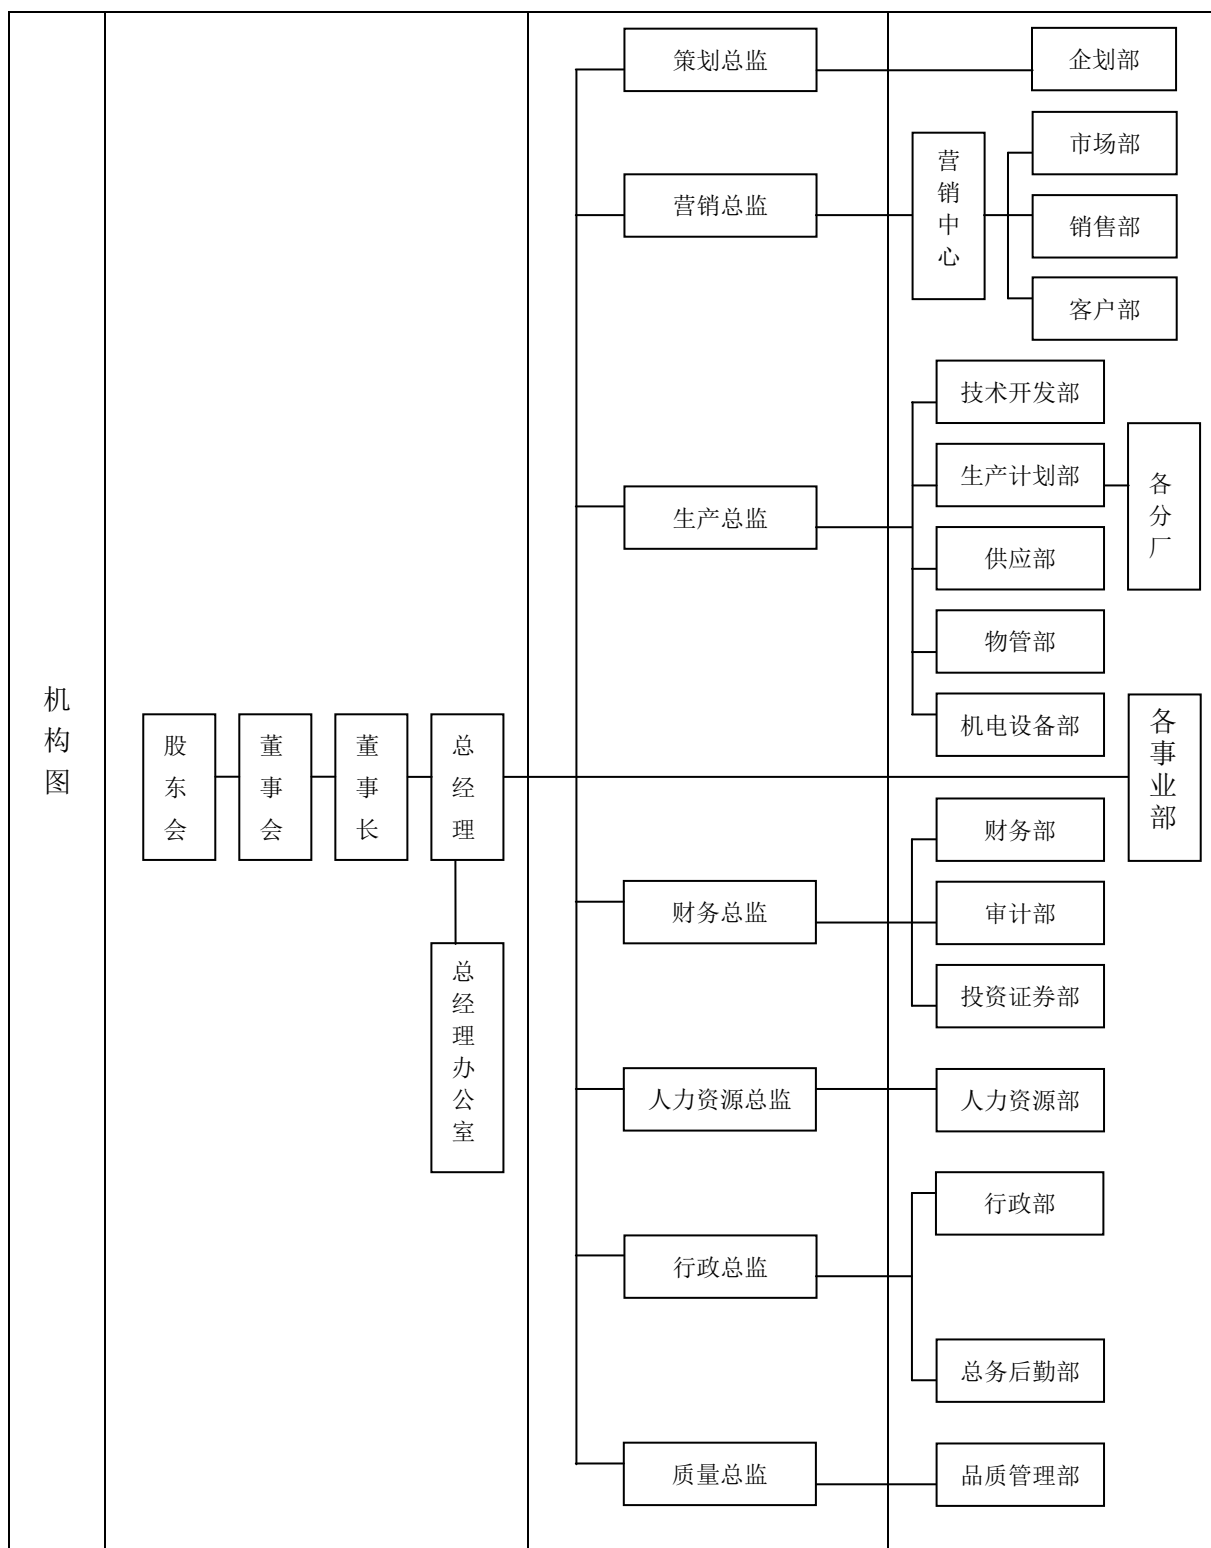 机构图
股东会
董事会
董事长
总经理
总经理办公室
策划总监
营销总监
生产总监
财务总监
人力资源总监
行政总监
质量总监
企划部
营销中心
市场部
销售部
客户部
技术开发部
生产计划部
供应部
物管部
机电设备部
各分厂
各事业部
财务部
审计部
投资证券部
人力资源部
行政部
总务后勤部
品质管理部